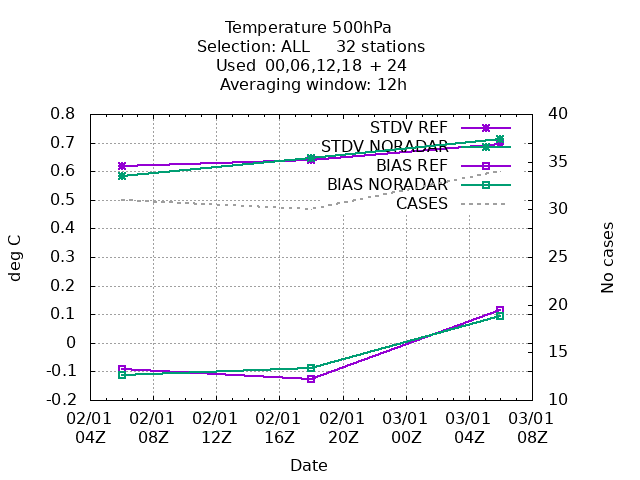 Temperature 500hPa
Selection: ALL 32 stations
Used 00,06,12,18 + 24
Averaging window: 12h
STDV REF
STDV NORADAR
BIAS REF
BIAS NORADAR
CASES
deg C
0.8
0.7
0.6
0.5
0.4
0.3
0.2
0.1
0
-0.1
-0.2
No cases
40
35
30
25
20
15
10
02/01 02/01 02/01 02/01 02/01 03/01 03/01 03/01
04Z 08Z 12Z 16Z 20Z 00Z 04Z 08Z
Date